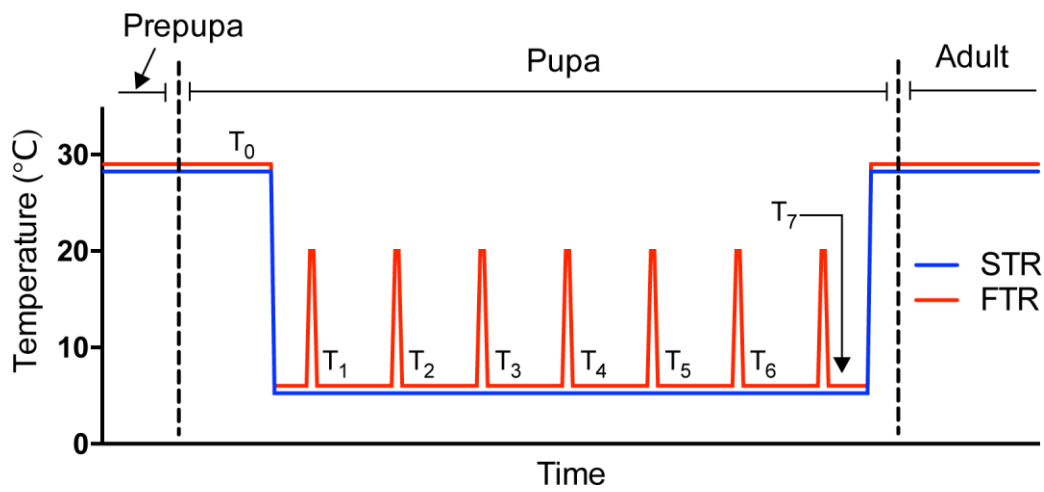 Prepupa
Pupa
Adult
Temperature (°C)
30
20
10
0
T₀
T₁
T₂
T₃
T₄
T₅
T₆
T₇
STR
FTR
Time